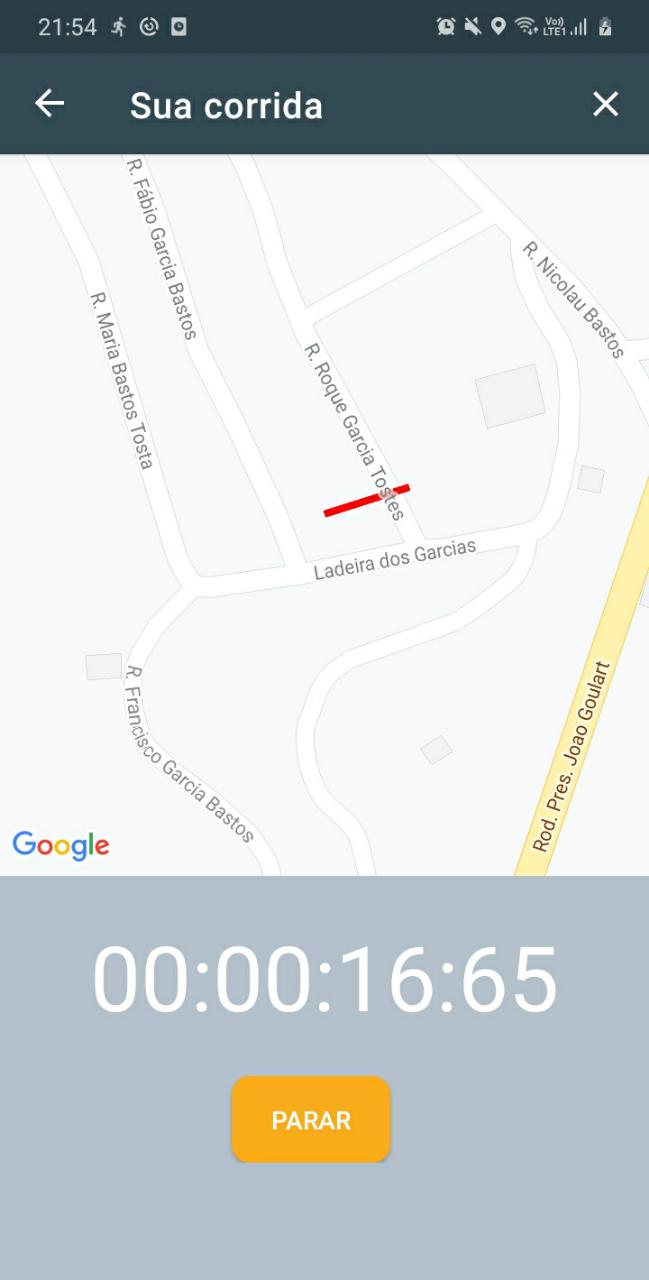 21:54
Vo))
LTE1
Sua corrida
R. Fábio Garcia Bastos
R. Nicolau Bastos
R. Maria Bastos Tosta
R. Roque Garcia Tostes
Ladeira dos Garcias
R. Francisco Garcia Bastos
Rod. Pres. Joao Goulart
Google
00:00:16:65
PARAR